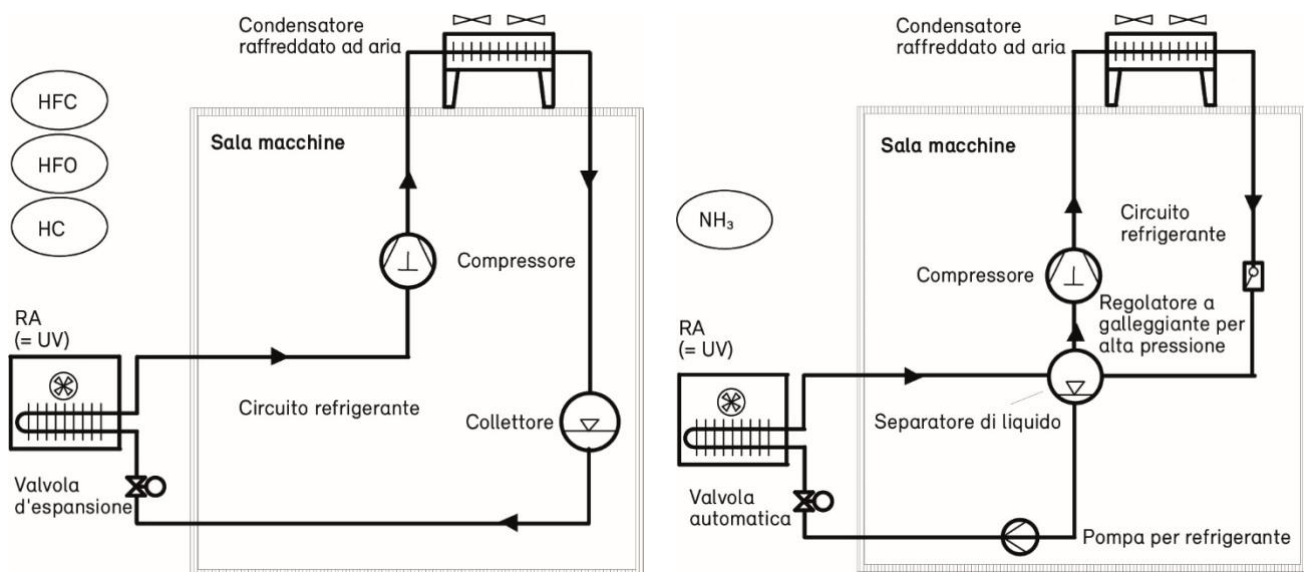 Condensatore
raffreddato ad aria
HFC
HFO
HC
Sala macchine
Compressore
RA
(= UV)
Circuito refrigerante
Collettore
Valvola
d'espansione
Condensatore
raffreddato ad aria
Sala macchine
NH₃
Circuito
refrigerante
Compressore
Regolatore a
galleggiante per
alta pressione
RA
(= UV)
Separatore di liquido
Valvola
automatica
Pompa per refrigerante